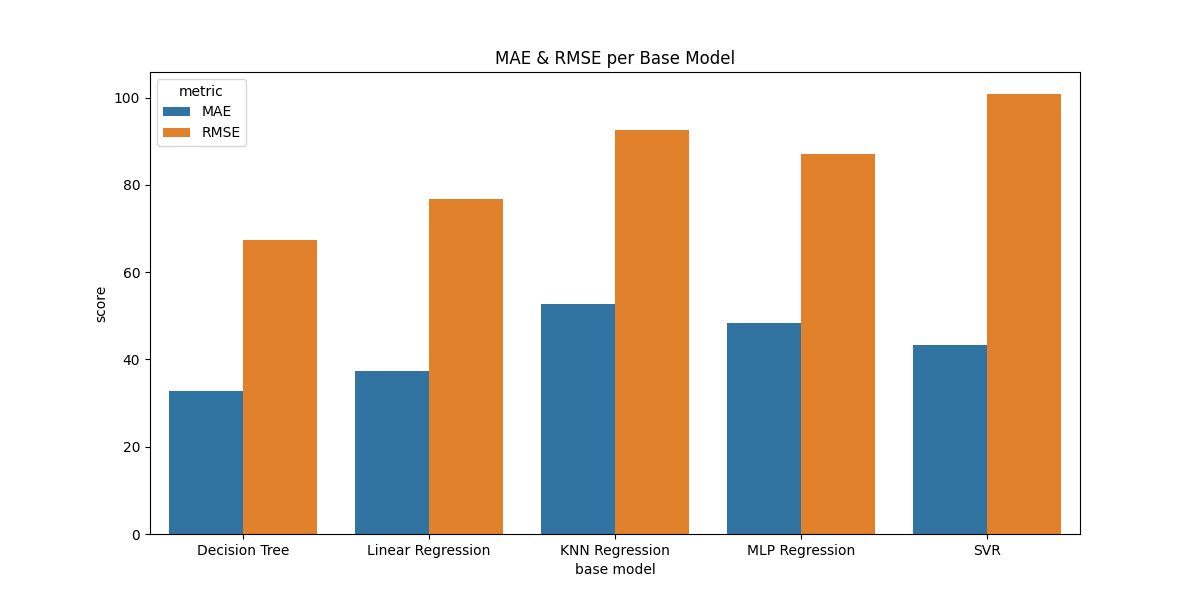 MAE & RMSE per Base Model
metric
MAE
RMSE
score
100
80
60
40
20
0
Decision Tree
Linear Regression
KNN Regression
MLP Regression
SVR
base model